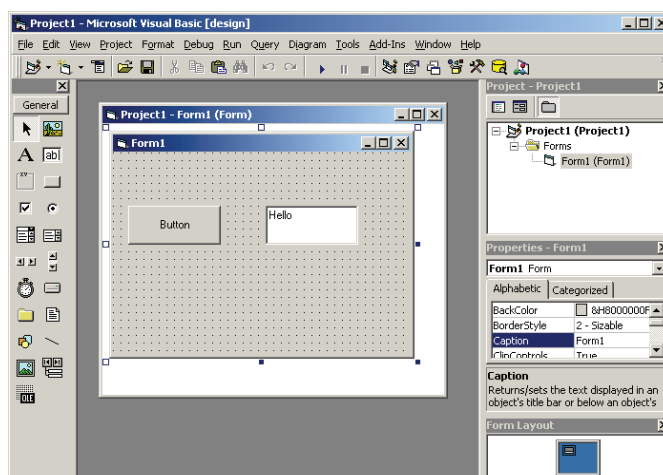 Project1 - Microsoft Visual Basic [design]
File Edit View Project Format Debug Run Query Diagram Tools Add-Ins Window Help
General
A
ab|
XV
OLE
Project1 - Form1 (Form)
Form1
Button
Hello
Project - Project1
Project1 (Project1)
Forms
Form1 (Form1)
Properties - Form1
Form1 Form
Alphabetic Categorized
BackColor &H8000000F
BorderStyle 2 - Sizable
Caption Form1
ClipControls True
Caption
Returns/sets the text displayed in an
object's title bar or below an object's
Form Layout